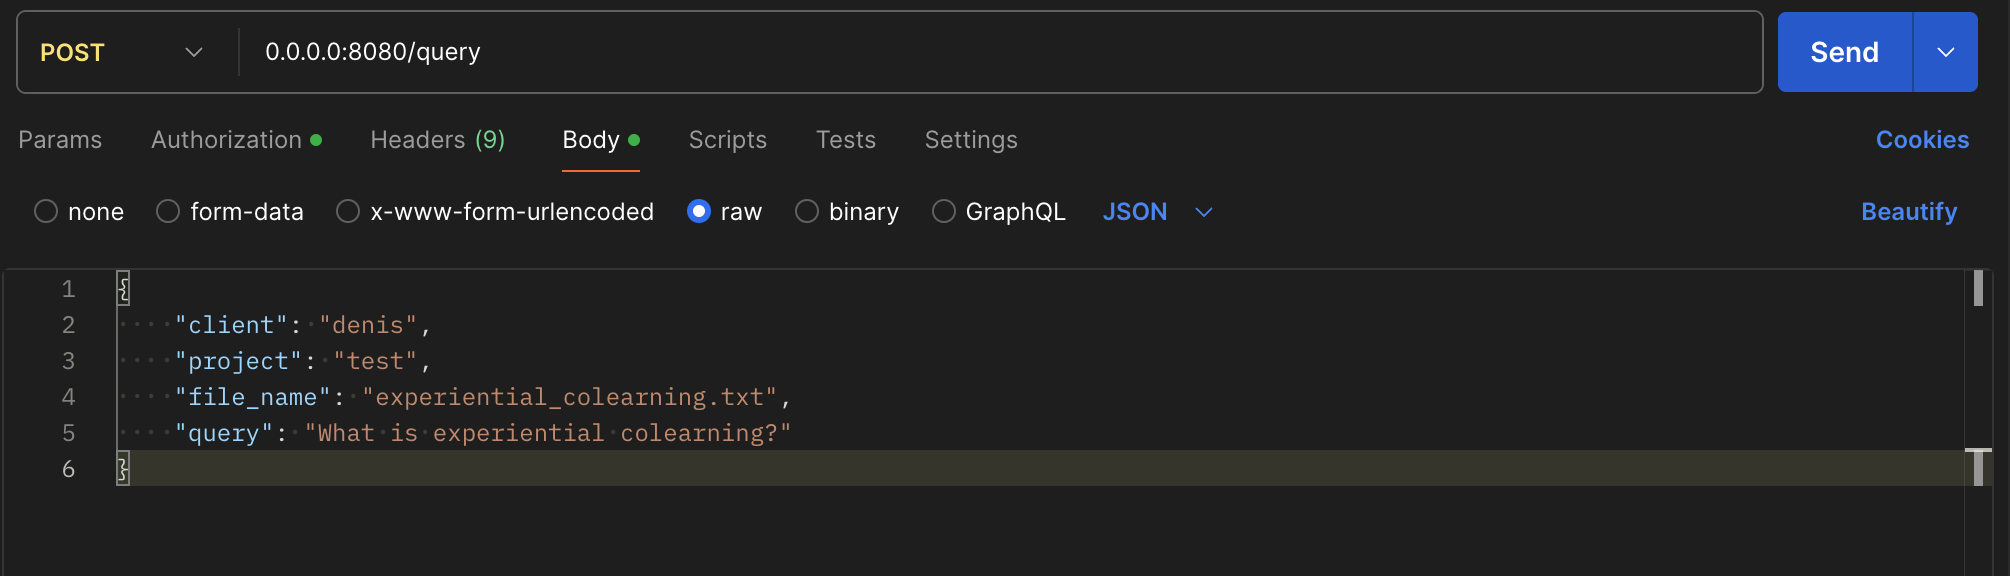 POST 0.0.0.0:8080/query Send
Params Authorization Headers (9) Body Scripts Tests Settings Cookies
none form-data x-www-form-urlencoded raw binary GraphQL JSON Beautify
1 {
2 "client": "denis",
3 "project": "test",
4 "file_name": "experiential_colearning.txt",
5 "query": "What is experiential colearning?"
6 }